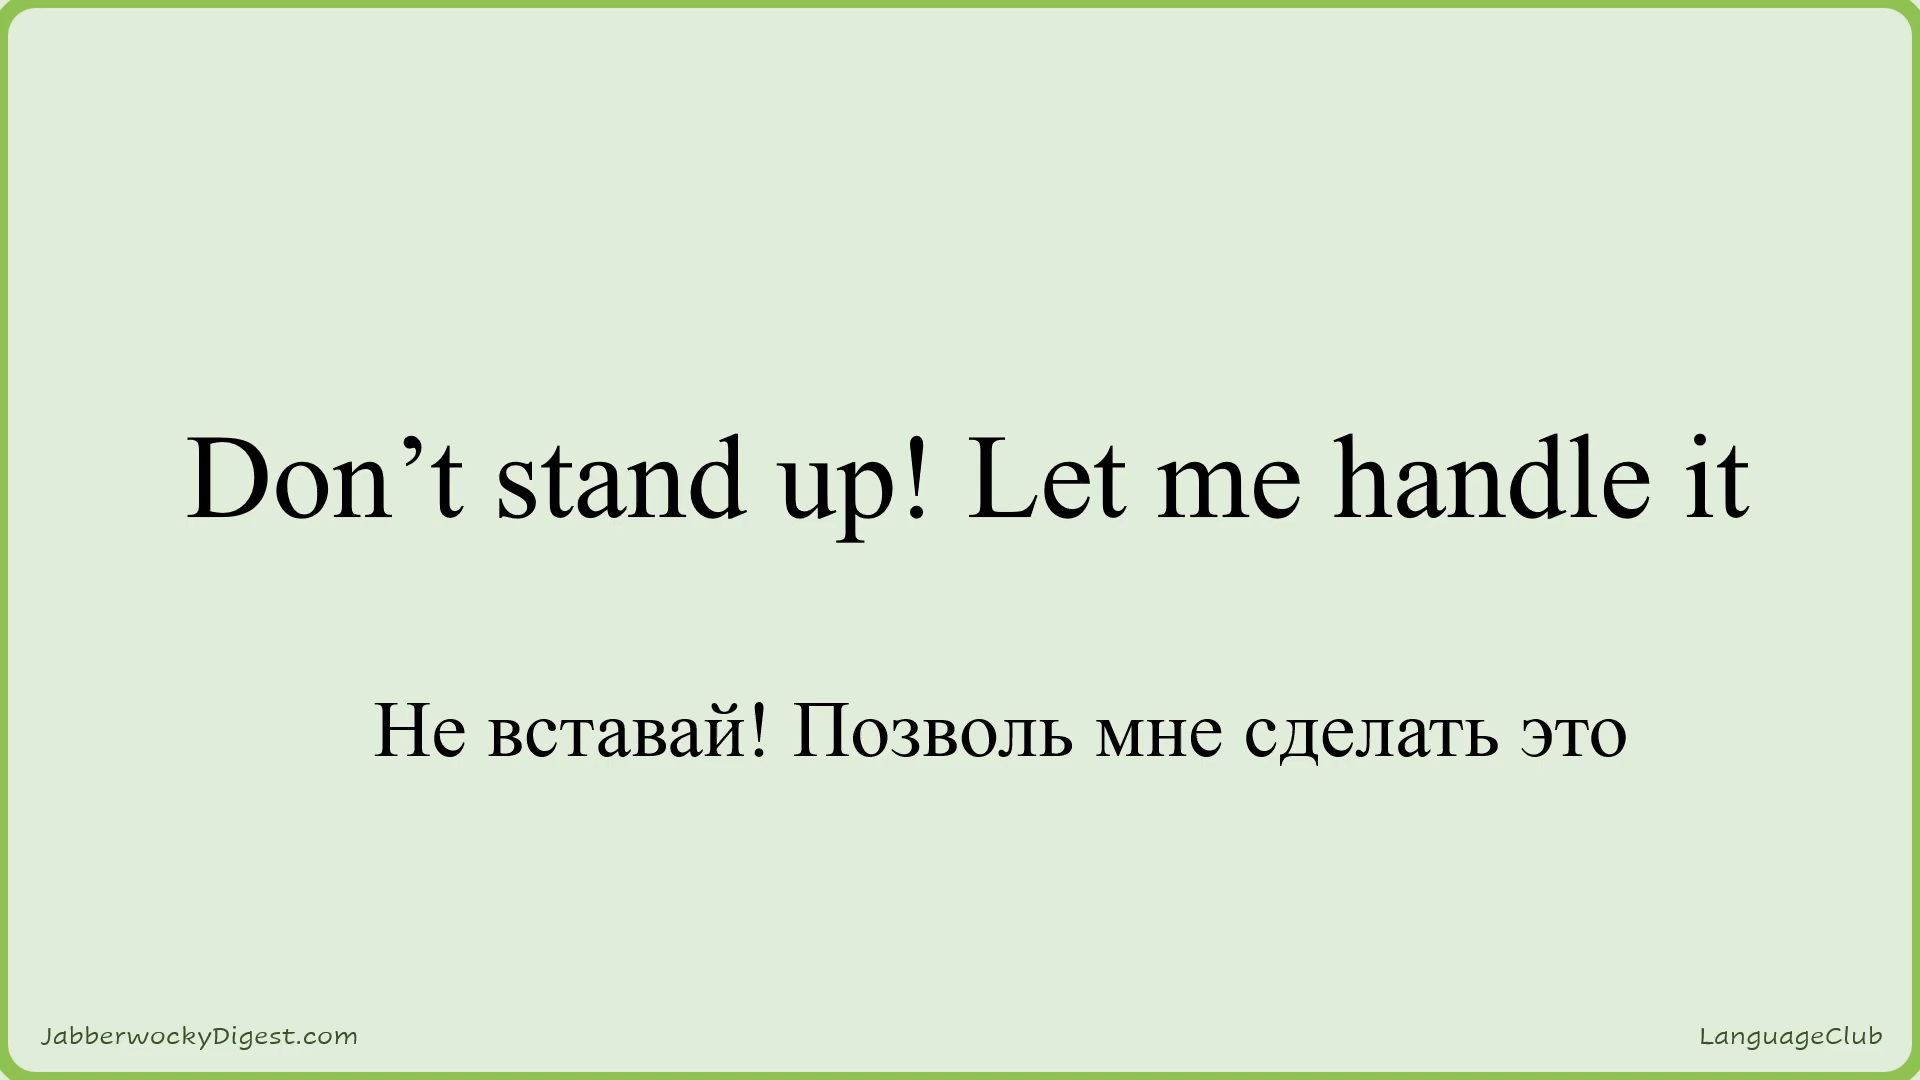 Don’t stand up! Let me handle it
Не вставай! Позволь мне сделать это
JabberwockyDigest.com
LanguageClub